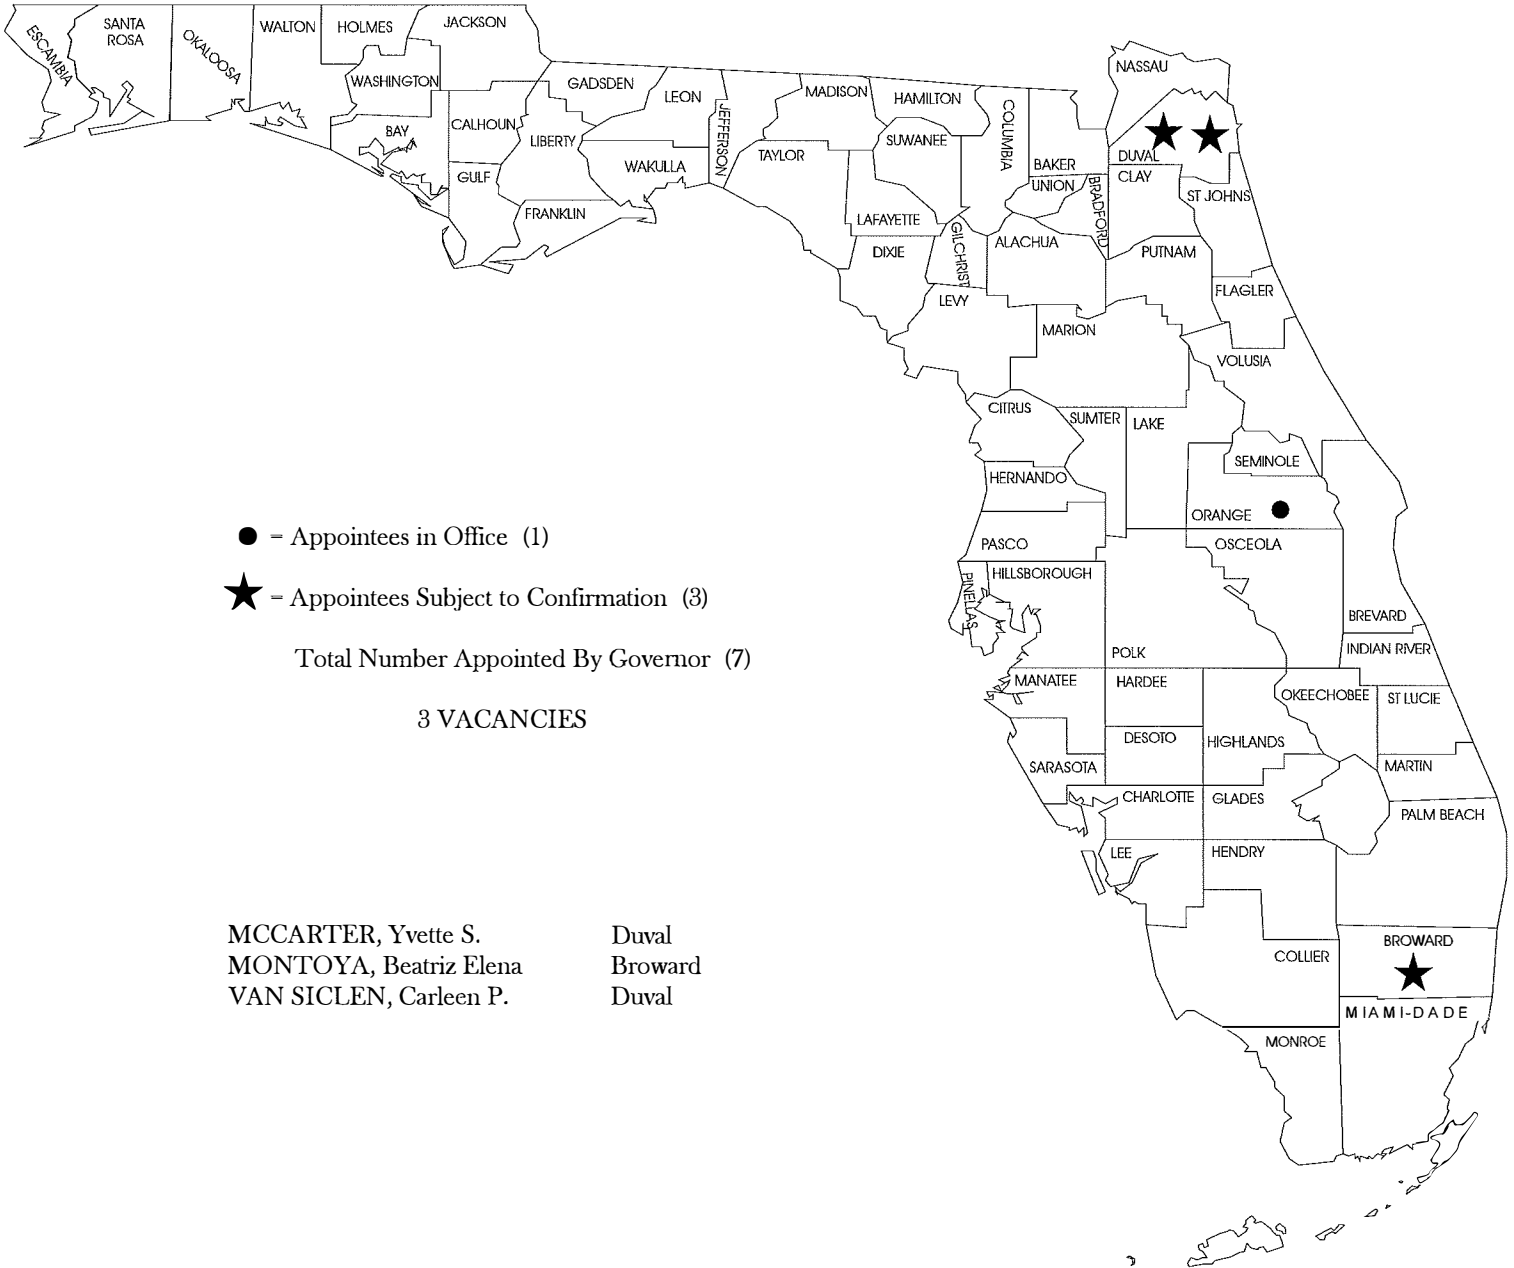 ESCAMBIA
SANTA
ROSA
OKALOOSA
WALTON
HOLMES
JACKSON
WASHINGTON
BAY
CALHOUN
GULF
LIBERTY
GADSDEN
FRANKLIN
LEON
WAKULLA
JEFFERSON
MADISON
TAYLOR
HAMILTON
SUWANEE
LAFAYETTE
DIXIE
COLUMBIA
GILCHRIST
LEVY
BAKER
UNION
BRADFORD
ALACHUA
NASSAU
DUVAL
CLAY
ST JOHNS
PUTNAM
FLAGLER
MARION
VOLUSIA
CITRUS
SUMTER
LAKE
SEMINOLE
HERNANDO
ORANGE
PASCO
OSCEOLA
HILLSBOROUGH
PINELLAS
POLK
BREVARD
INDIAN RIVER
MANATEE
HARDEE
OKEECHOBEE
ST LUCIE
DESOTO
HIGHLANDS
SARASOTA
MARTIN
CHARLOTTE
GLADES
PALM BEACH
LEE
HENDRY
BROWARD
COLLIER
MIAMI-DADE
MONROE
= Appointees in Office (1)
= Appointees Subject to Confirmation (3)
Total Number Appointed By Governor (7)
3 VACANCIES
MCCARTER, Yvette S. Duval
MONTOYA, Beatriz Elena Broward
VAN SICLEN, Carleen P. Duval